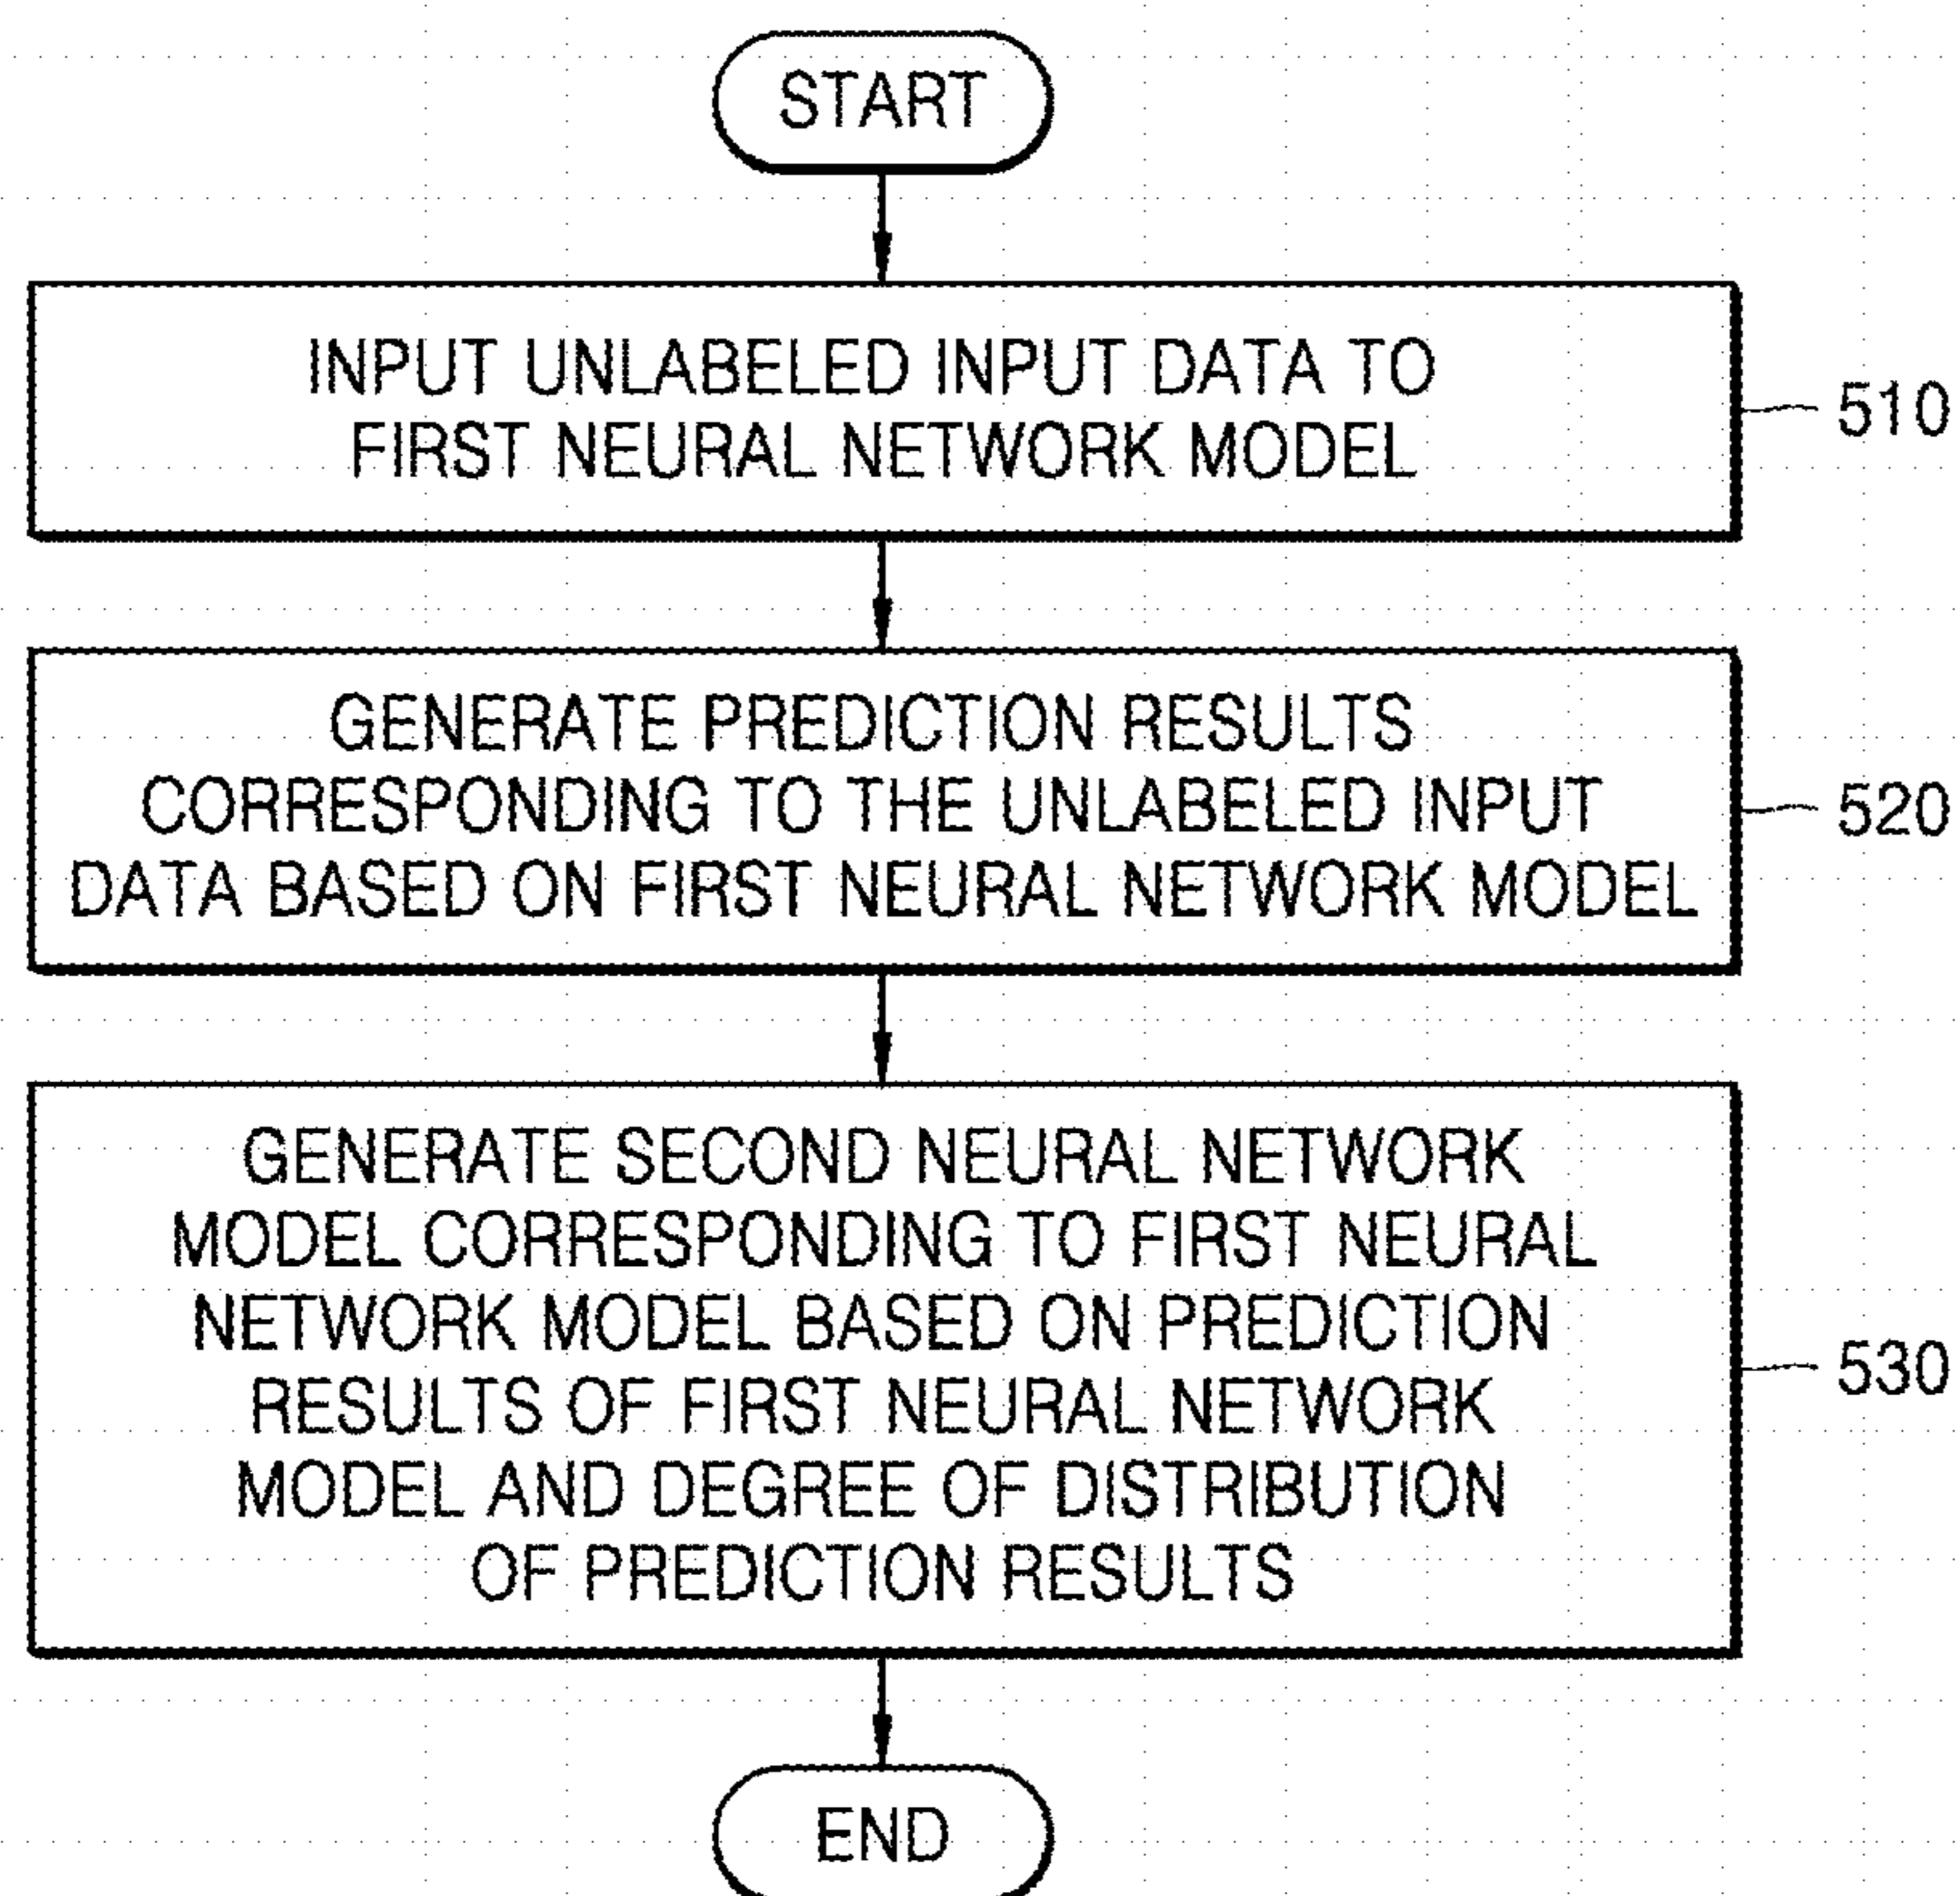 START
INPUT UNLABELED INPUT DATA TO
FIRST NEURAL NETWORK MODEL
510
GENERATE PREDICTION RESULTS
CORRESPONDING TO THE UNLABELED INPUT
DATA BASED ON FIRST NEURAL NETWORK MODEL
520
GENERATE SECOND NEURAL NETWORK
MODEL CORRESPONDING TO FIRST NEURAL
NETWORK MODEL BASED ON PREDICTION
RESULTS OF FIRST NEURAL NETWORK
MODEL AND DEGREE OF DISTRIBUTION
OF PREDICTION RESULTS
530
END